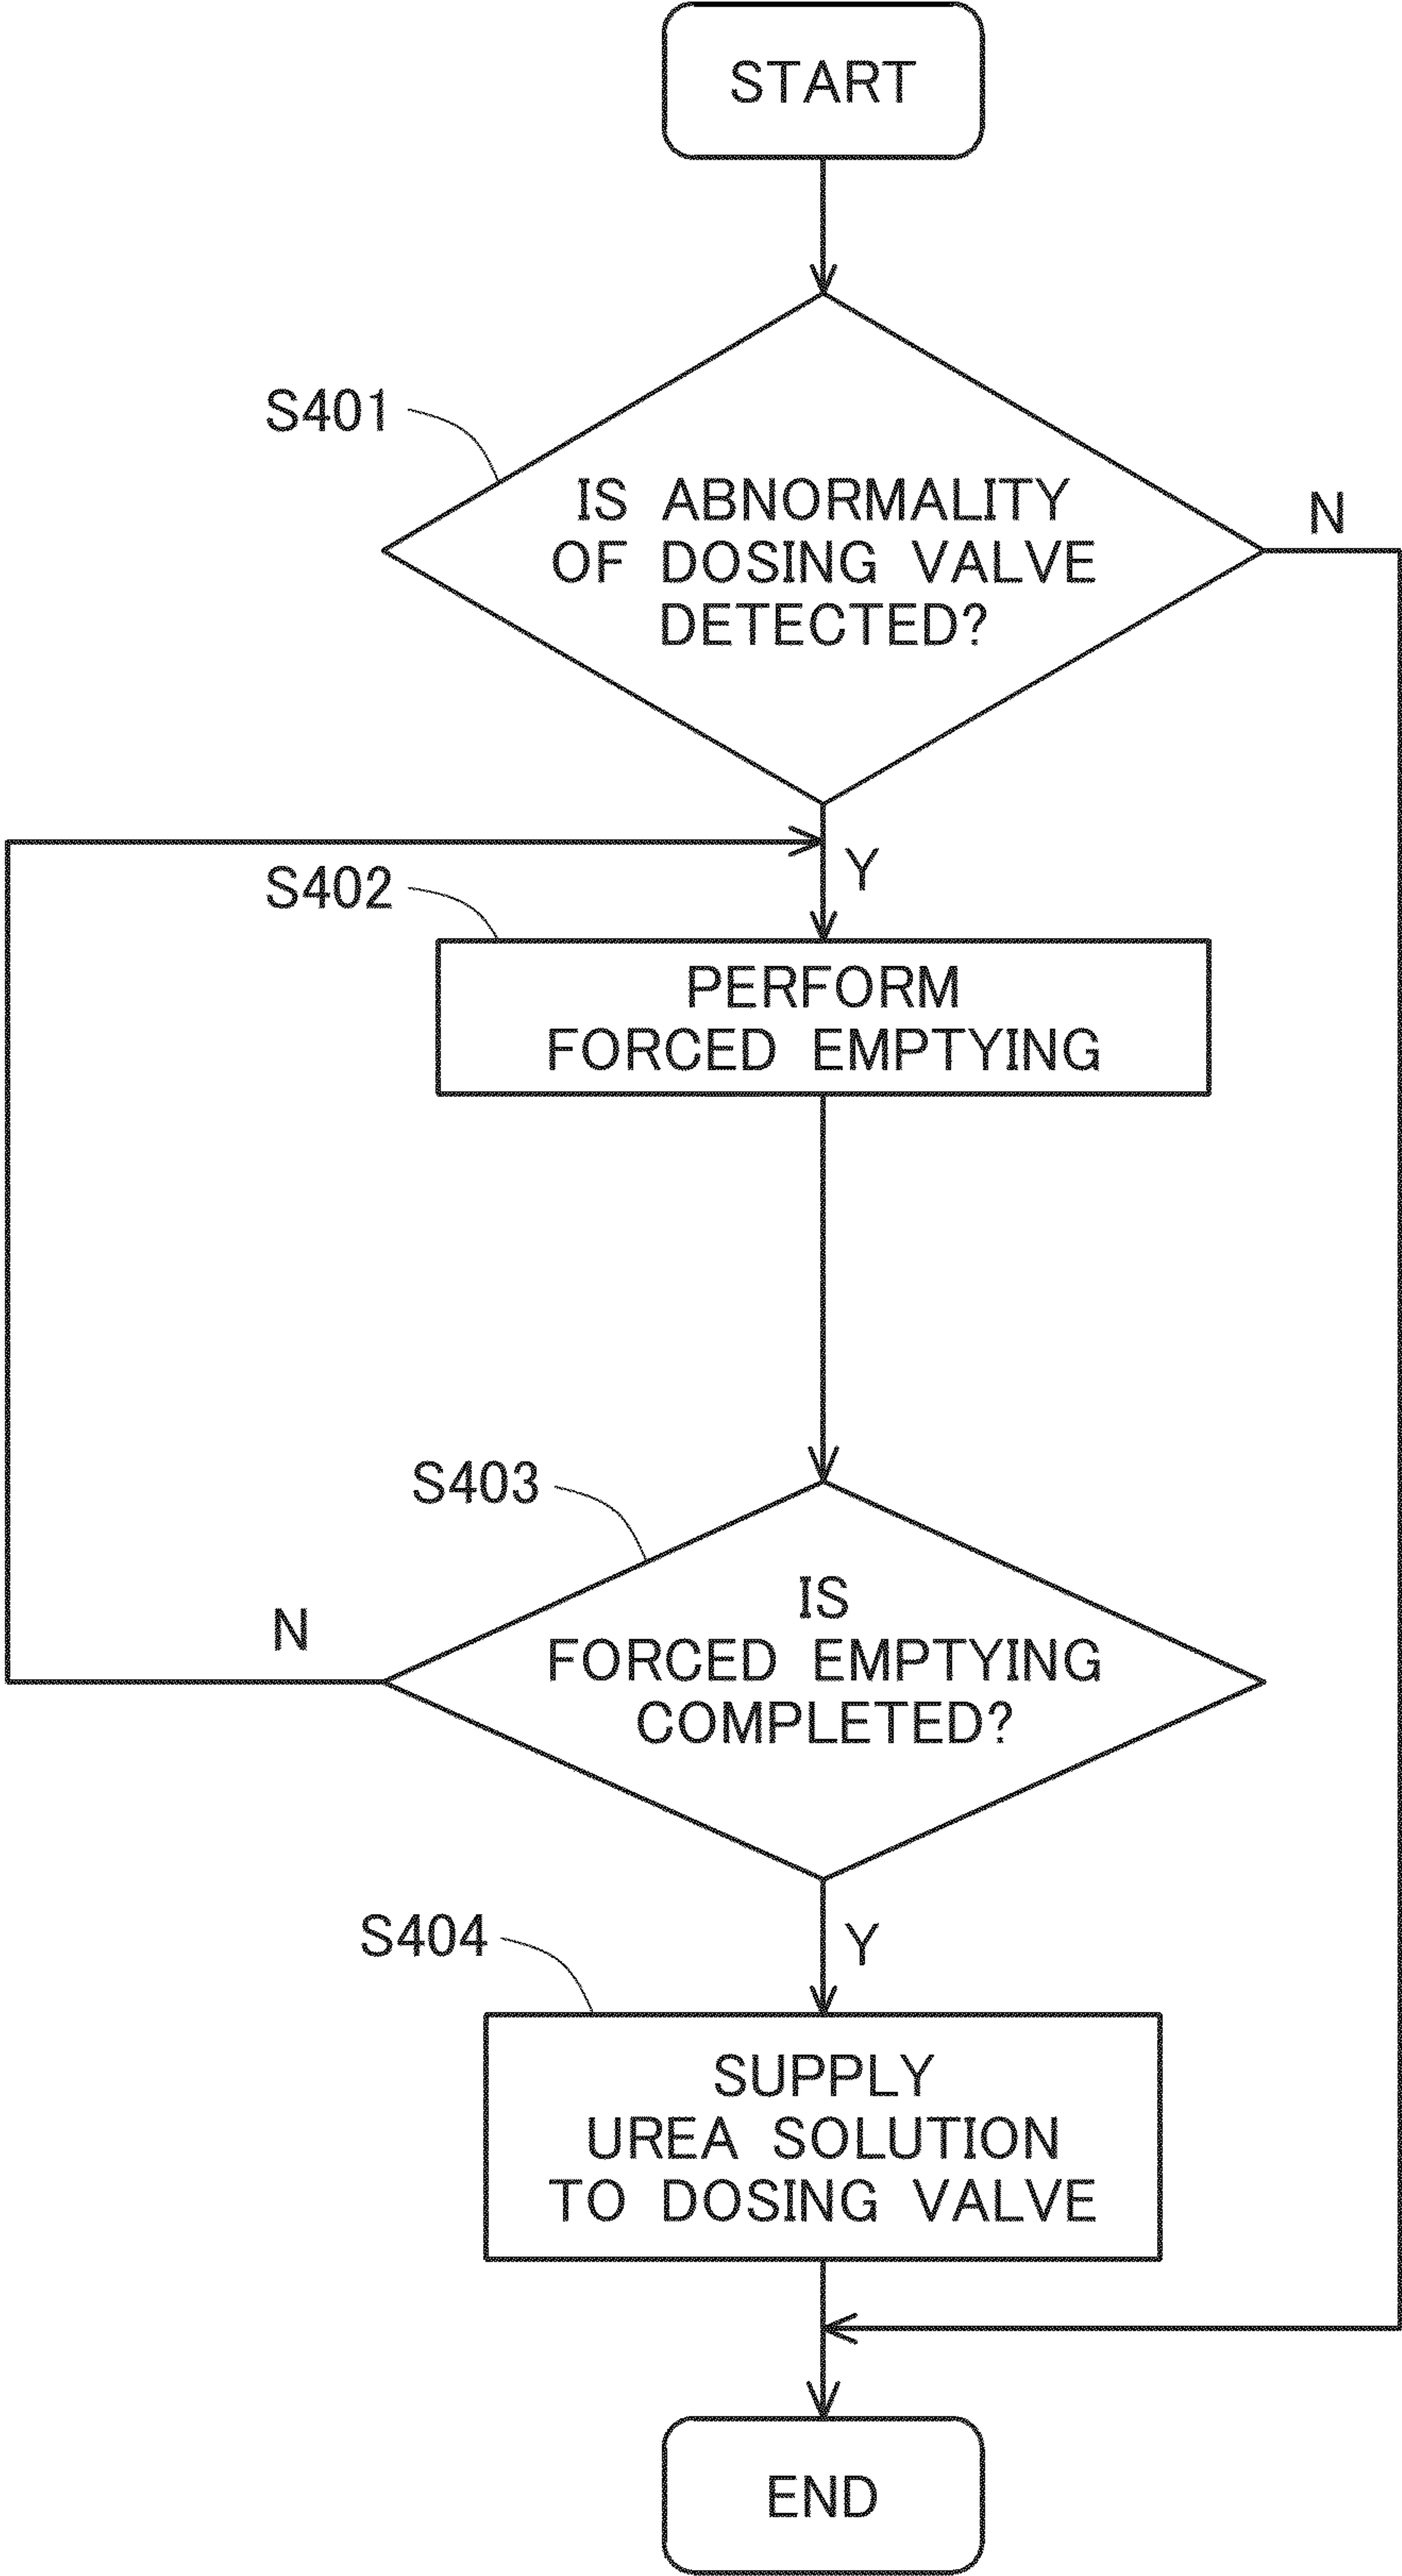 START
S401
IS ABNORMALITY
OF DOSING VALVE
DETECTED?
N
Y
S402
PERFORM
FORCED EMPTYING
S403
IS
FORCED EMPTYING
COMPLETED?
N
Y
S404
SUPPLY
UREA SOLUTION
TO DOSING VALVE
END